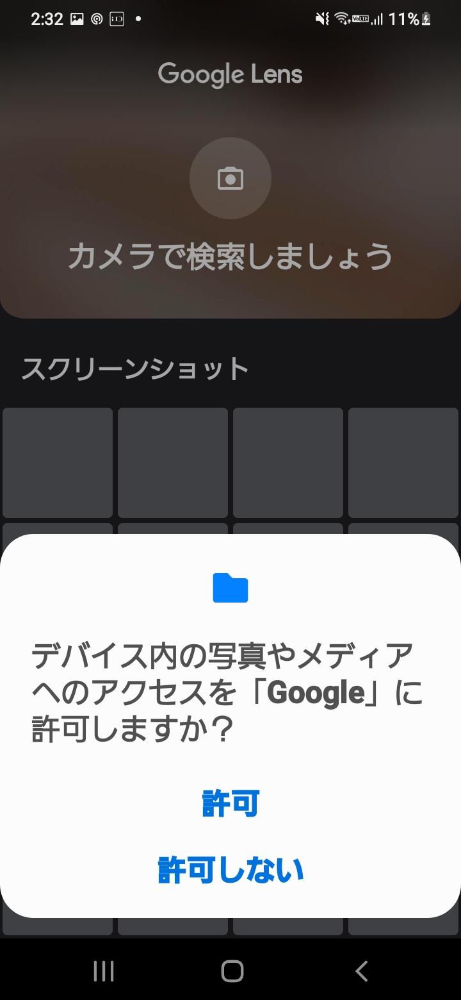 2:32 iD VoLTE 11%
Google Lens
カメラで検索しましょう
スクリーンショット
デバイス内の写真やメディア
へのアクセスを「Google」に
許可しますか？
許可
許可しない